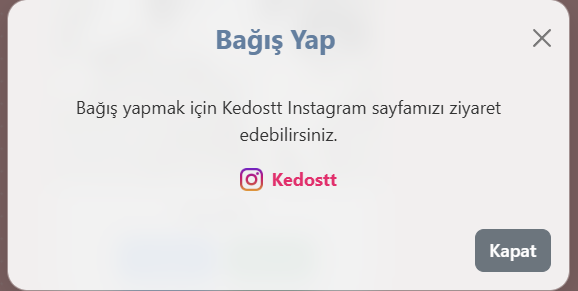 Bağış Yap
Bağış yapmak için Kedostt Instagram sayfamızı ziyaret
edebilirsiniz.
Kedostt
Kapat